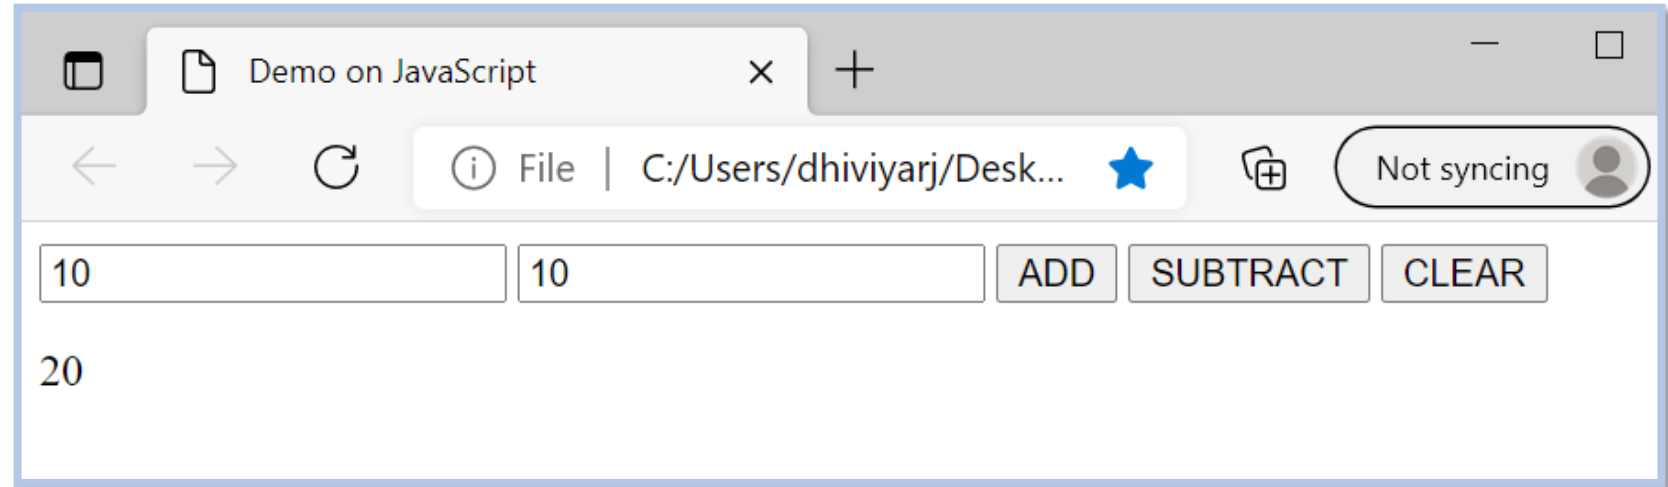 Demo on JavaScript
File | C:/Users/dhiviyarj/Desk... Not syncing
10 10 ADD SUBTRACT CLEAR
20